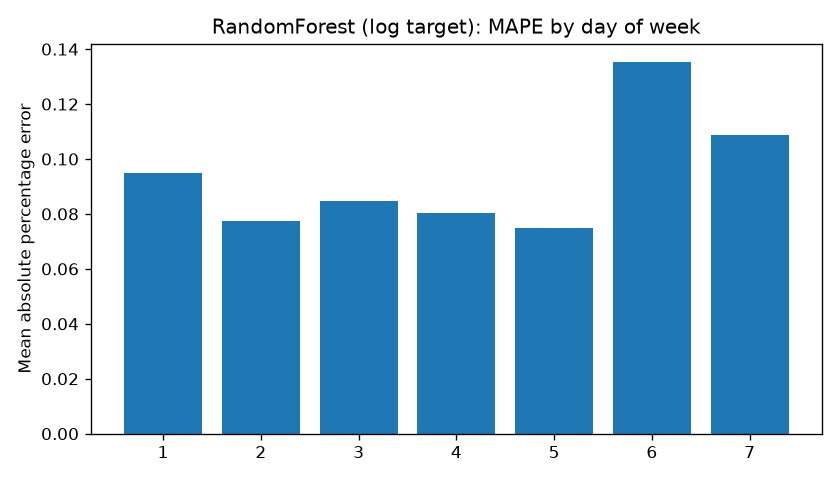 RandomForest (log target): MAPE by day of week
Mean absolute percentage error
0.14
0.12
0.10
0.08
0.06
0.04
0.02
0.00
1 2 3 4 5 6 7